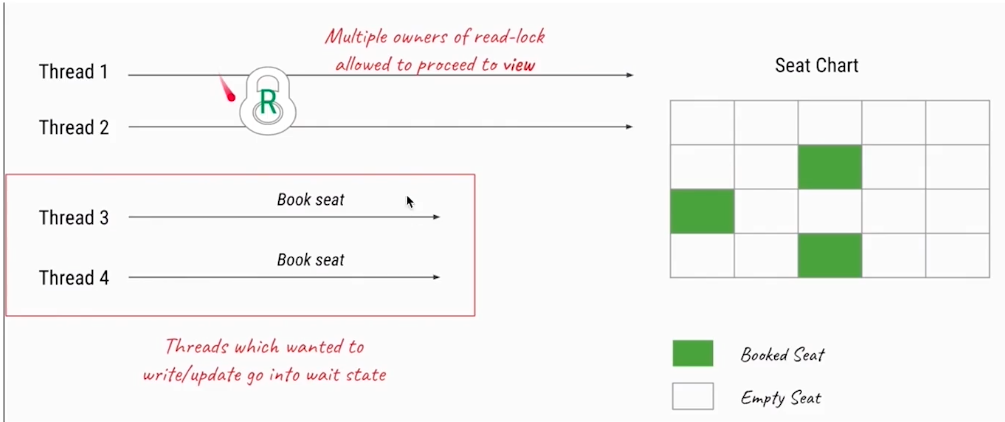 Multiple owners of read-lock
allowed to proceed to view
Thread 1
R
Thread 2
Book seat
Thread 3
Book seat
Thread 4
Threads which wanted to
write/update go into wait state
Seat Chart
Booked Seat
Empty Seat